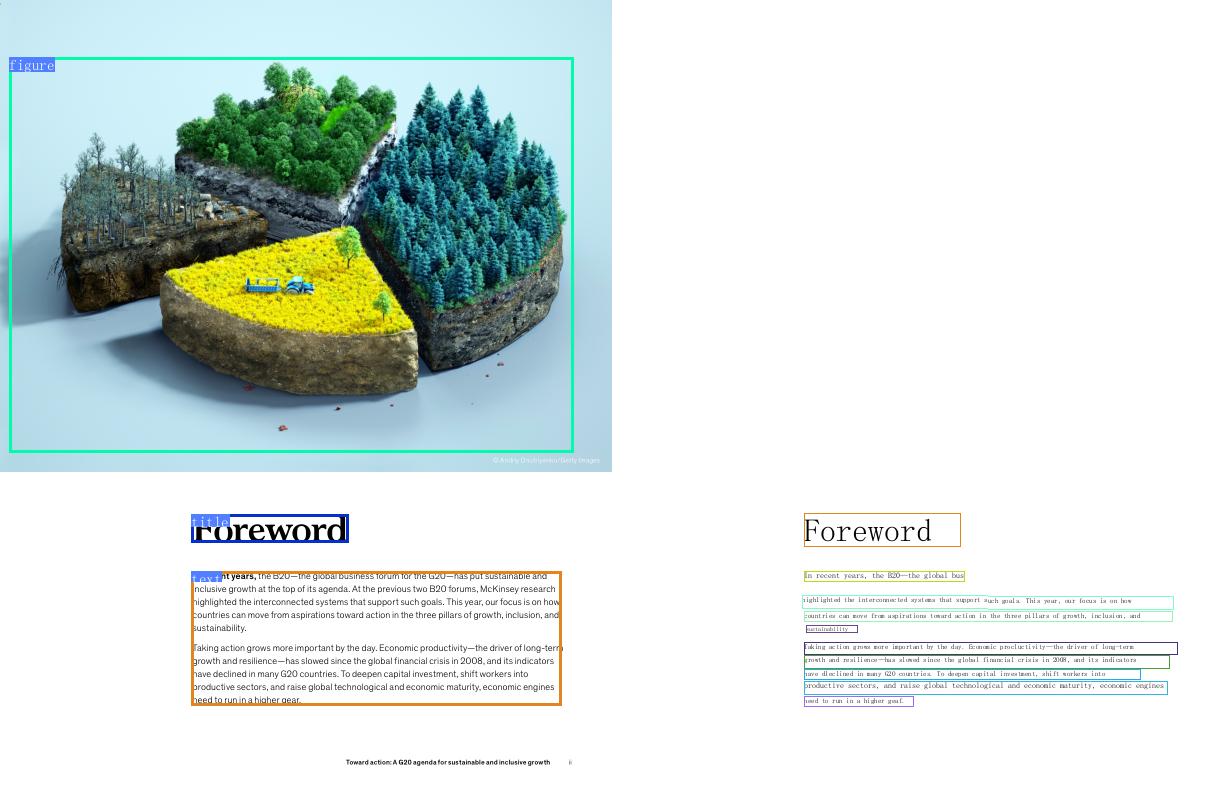 figure
© Andriy Onufriyenko/Getty Images
title
Foreword
text
nt years, the B20—the global business forum for the G20—has put sustainable and
inclusive growth at the top of its agenda. At the previous two B20 forums, McKinsey research
highlighted the interconnected systems that support such goals. This year, our focus is on how
countries can move from aspirations toward action in the three pillars of growth, inclusion, and
sustainability.
Taking action grows more important by the day. Economic productivity—the driver of long-term
growth and resilience—has slowed since the global financial crisis in 2008, and its indicators
have declined in many G20 countries. To deepen capital investment, shift workers into
productive sectors, and raise global technological and economic maturity, economic engines
need to run in a higher gear.
Toward action: A G20 agenda for sustainable and inclusive growth ii
Foreword
In recent years, the B20——the global bus
highlighted the interconnected systems that support such goals. This year, our focus is on how
countries can move from aspirations toward action in the three pillars of growth, inclusion, and
sustainability
Taking action grows more important by the day. Economic productivity——the driver of long-term
growth and resilience——has slowed since the global financial crisis in 2008, and its indicators
have dleclined in many G20 countries. To deepen capital investment, shift workers into
productive sectors, and raise global technological and economic maturity, economic engines
need to run in a higher gear.